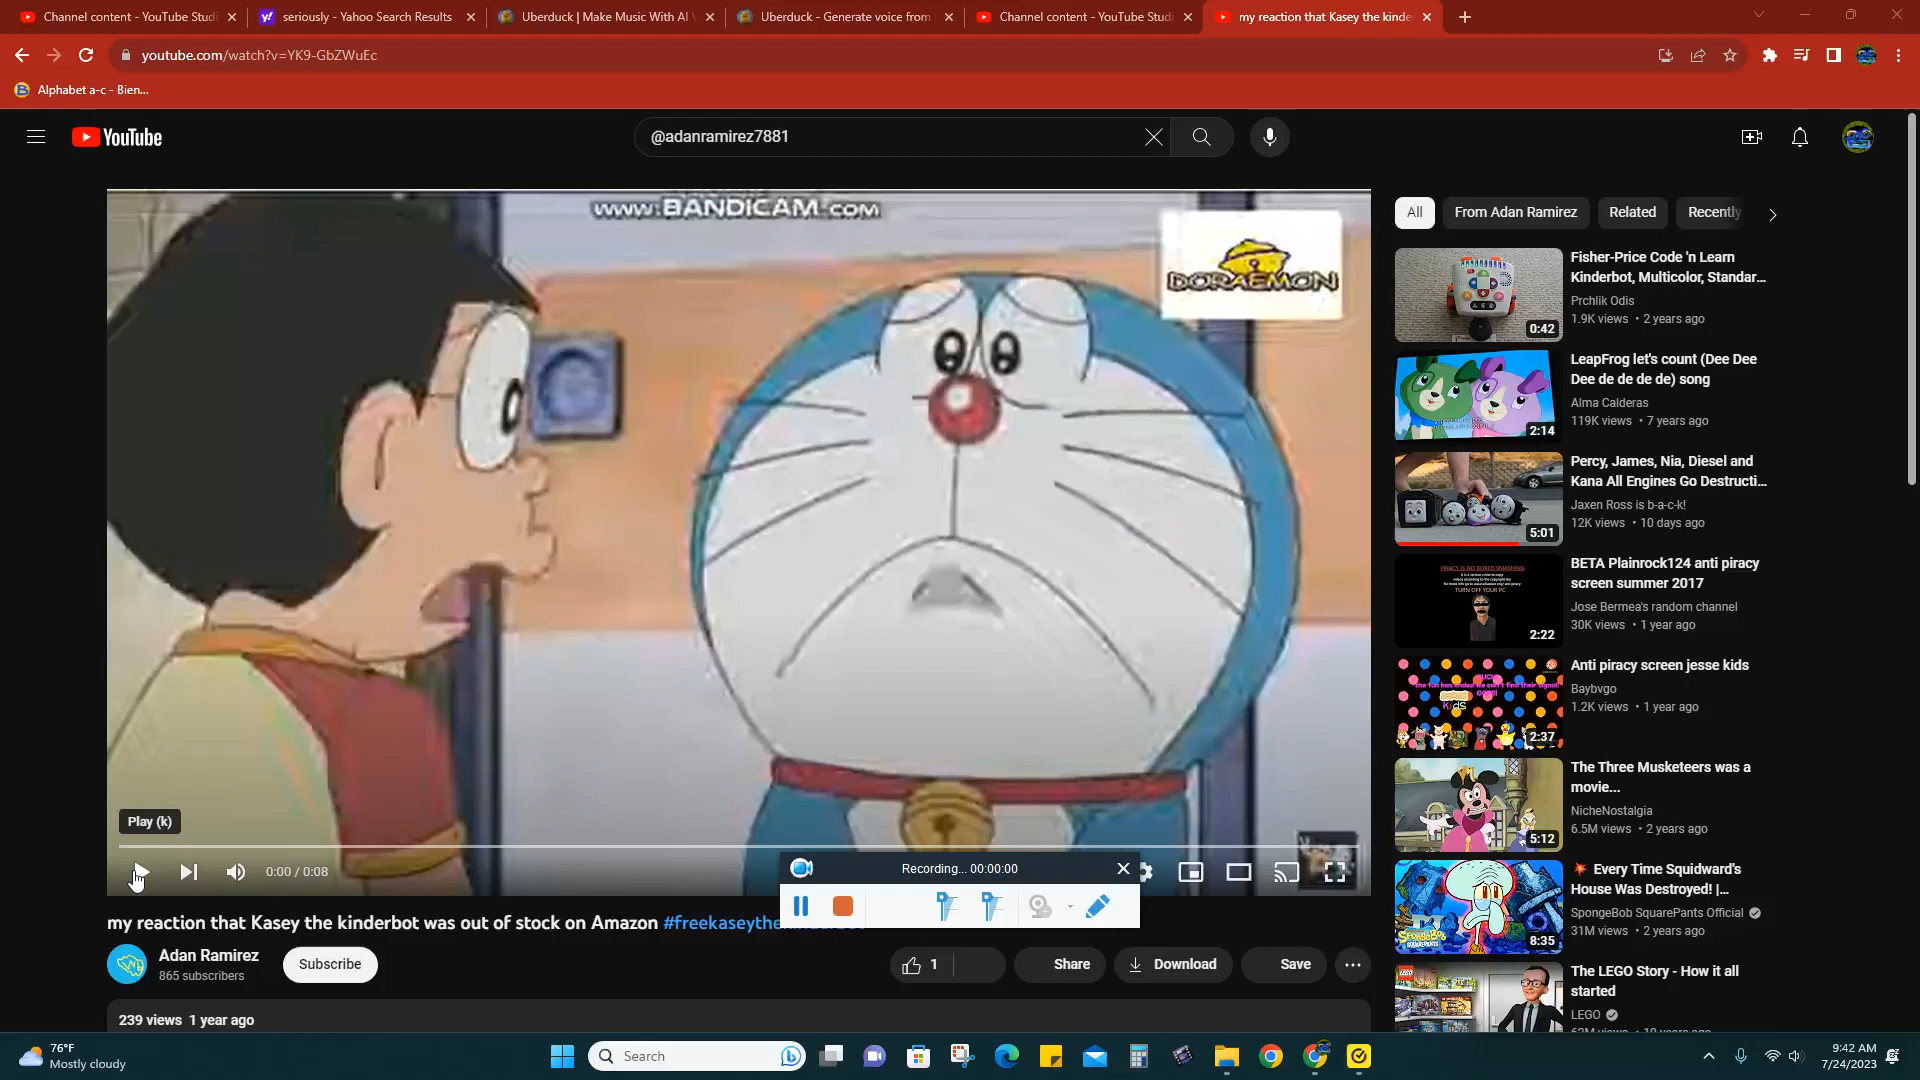 Channel content - YouTube Studi
seriously - Yahoo Search Results
Uberduck | Make Music With AI V
Uberduck - Generate voice from
Channel content - YouTube Studi
my reaction that Kasey the kinde
youtube.com/watch?v=YK9-GbZWuEc
Alphabet a-c - Bien...
YouTube
@adanramirez7881
www.BANDICAM.com
DORAEMON
Play (k)
0:00 / 0:08
Recording... 00:00:00
my reaction that Kasey the kinderbot was out of stock on Amazon
Adan Ramirez
865 subscribers
Subscribe
1
Share
Download
Save
239 views 1 year ago
All
From Adan Ramirez
Related
Recently
Fisher-Price Code 'n Learn
Kinderbot, Multicolor, Standar...
Prchlik Odis
1.9K views • 2 years ago
0:42
LeapFrog let's count (Dee Dee
Dee de de de de) song
Alma Calderas
119K views • 7 years ago
2:14
Percy, James, Nia, Diesel and
Kana All Engines Go Destructi...
Jaxen Ross is b-a-c-k!
12K views • 10 days ago
5:01
BETA Plainrock124 anti piracy
screen summer 2017
Jose Bermea's random channel
30K views • 1 year ago
TURN OFF YOUR PC
2:22
Anti piracy screen jesse kids
Baybvgo
1.2K views • 1 year ago
2:37
The Three Musketeers was a
movie...
NicheNostalgia
6.5M views • 2 years ago
5:12
Every Time Squidward's
House Was Destroyed! |...
SpongeBob SquarePants Official
31M views • 2 years ago
8:35
The LEGO Story - How it all
started
LEGO
76°F
Mostly cloudy
Search
9:42 AM
7/24/2023